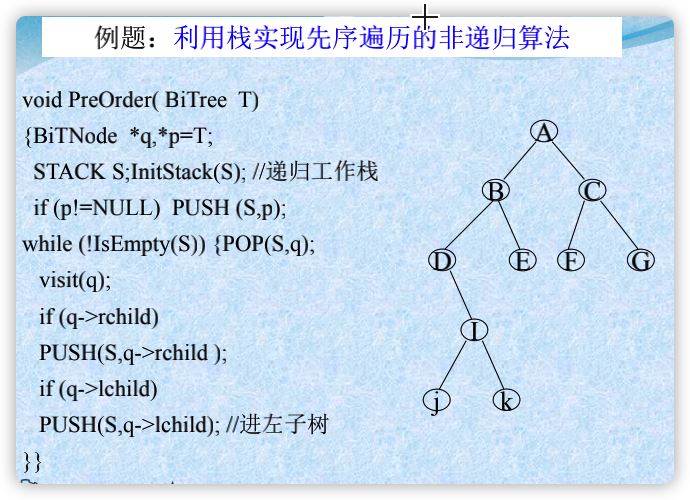 例题：利用栈实现先序遍历的非递归算法
void PreOrder( BiTree T)
{BiTNode *q,*p=T;
STACK S;InitStack(S); //递归工作栈
if (p!=NULL) PUSH (S,p);
while (!IsEmpty(S)) {POP(S,q);
visit(q);
if (q->rchild)
PUSH(S,q->rchild );
if (q->lchild)
PUSH(S,q->lchild); //进左子树
}}
A
B C
D E F G
I
j k